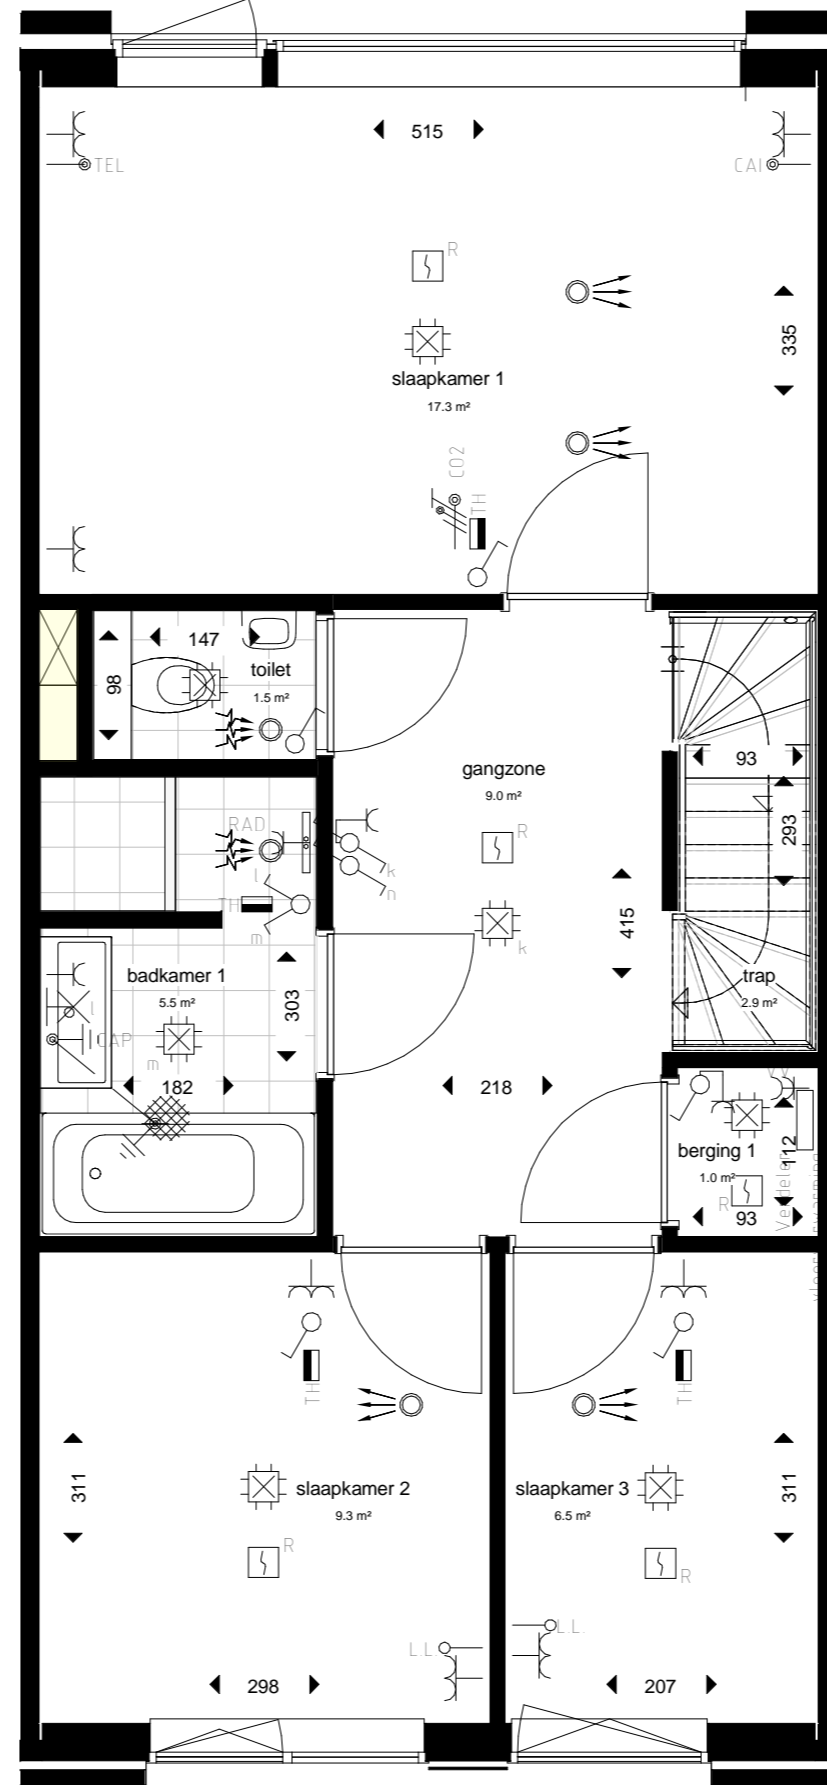 515
TEL
CAI
R
335
slaapkamer 1
17.3 m²
CO2
TH
147
toilet
98
1.5 m²
gangzone
93
9.0 m²
RAD
R
293
k
l
n
TH
m
415
k
badkamer 1
trap
5.5 m²
303
2.9 m²
l
CAP
m
182
218
VV
berging 1
112
1.0 m²
R
93
Verdeler
vloerverwarming
TH
TH
311
slaapkamer 2
slaapkamer 3
311
9.3 m²
6.5 m²
R
R
L.L.
L.L.
298
207